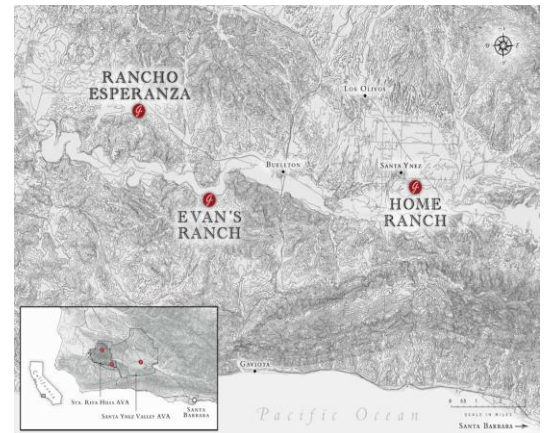 RANCHO
ESPERANZA
LOS OLIVOS
BUELLTON
SANTA YNEZ
EVAN'S
RANCH
HOME
RANCH
GAVIOTA
California
STA. RITA HILLS AVA
SANTA YNEZ VALLEY AVA
SANTA
BARBARA
Pacific Ocean
SCALE IN MILES
SANTA BARBARA